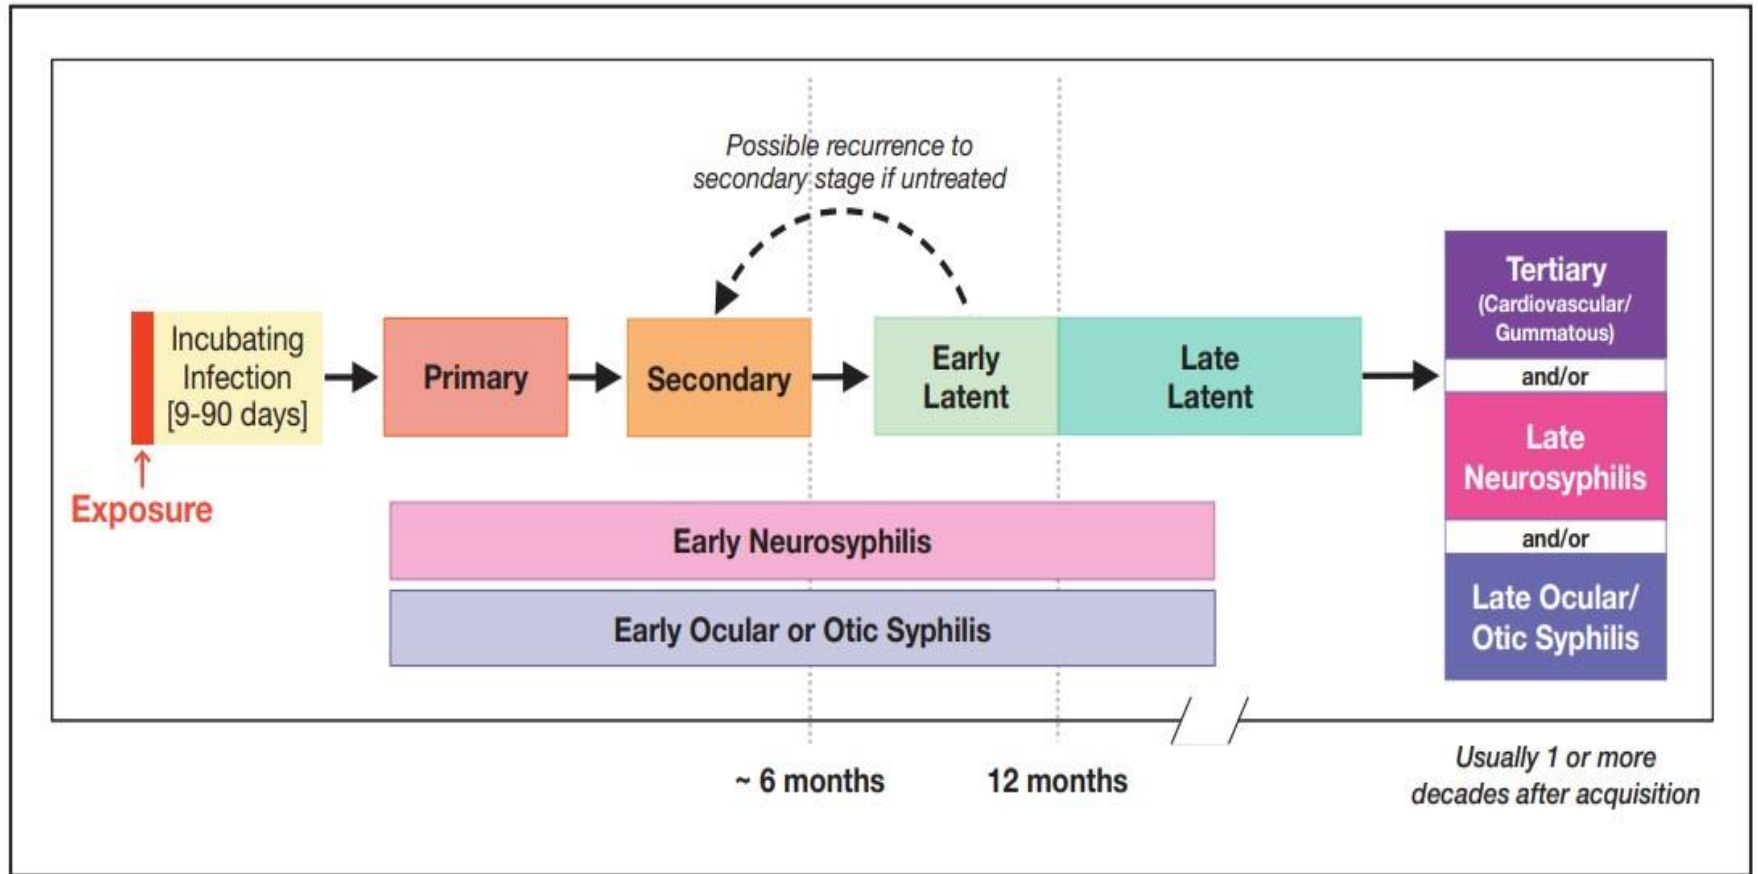 Possible recurrence to
secondary stage if untreated
Incubating
Infection
[9-90 days]
Exposure
Primary
Secondary
Early
Latent
Late
Latent
Tertiary
(Cardiovascular/
Gummatous)
and/or
Late
Neurosyphilis
and/or
Late Ocular/
Otic Syphilis
Early Neurosyphilis
Early Ocular or Otic Syphilis
~ 6 months
12 months
Usually 1 or more
decades after acquisition